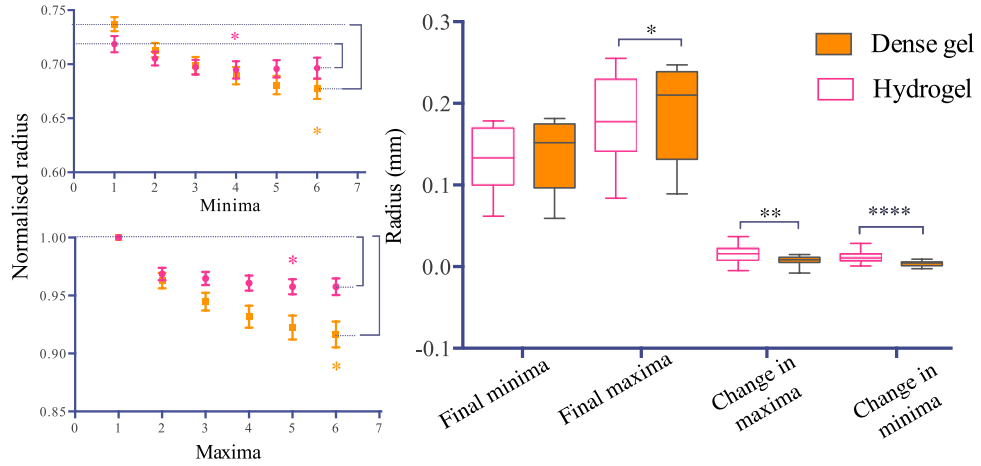 Normalised radius
0.75
0.70
0.65
0.60
0 1 2 3 4 5 6 7
*
*
Minima
1.00
0.95
0.90
0.85
0 1 2 3 4 5 6 7
*
*
Maxima
Radius (mm)
0.3
0.2
0.1
0.0
-0.1
*
**
****
Dense gel
Hydrogel
Final minima
Final maxima
Change in
maxima
Change in
minima